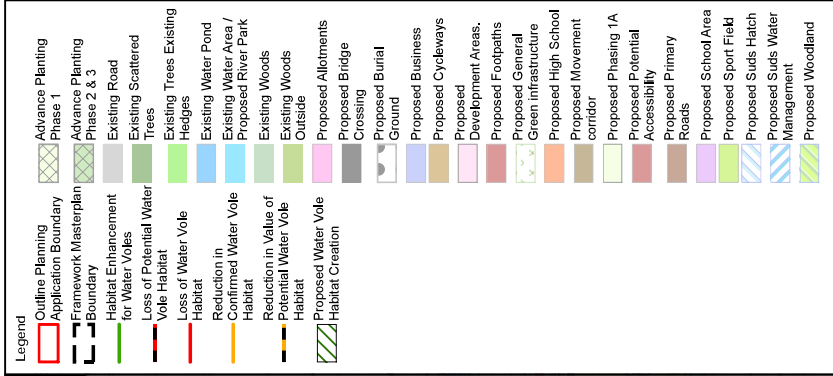 Legend
Outline Planning
Application Boundary
Framework Masterplan
Boundary
Habitat Enhancement
for Water Voles
Loss of Potential Water
Vole Habitat
Loss of Water Vole
Habitat
Reduction in
Confirmed Water Vole
Habitat
Reduction in Value of
Potential Water Vole
Habitat
Proposed Water Vole
Habitat Creation
Advance Planting
Phase 1
Advance Planting
Phase 2 & 3
Existing Road
Existing Scattered
Trees
Existing Trees Existing
Hedges
Existing Water Pond
Existing Water Area /
Proposed River Park
Existing Woods
Existing Woods
Outside
Proposed Allotments
Proposed Bridge
Crossing
Proposed Burial
Ground
Proposed Business
Proposed Cycleways
Proposed
Development Areas.
Proposed Footpaths
Proposed General
Green infrastructure
Proposed High School
Proposed Movement
corridor
Proposed Phasing 1A
Proposed Potential
Accessibility
Proposed Primary
Roads
Proposed School Area
Proposed Sport Field
Proposed Suds Hatch
Proposed Suds Water
Management
Proposed Woodland